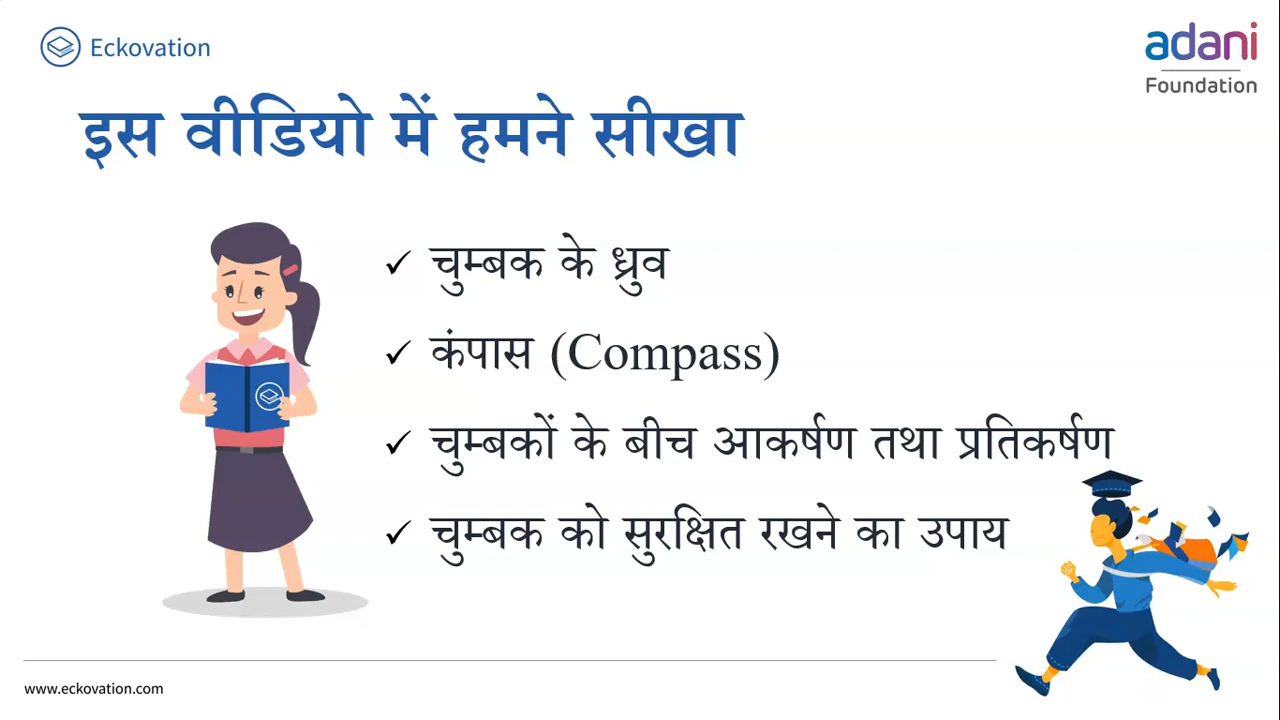 Eckovation
adani
Foundation
इस वीडियो में हमने सीखा
✓ चुम्बक के ध्रुव
✓ कंपास (Compass)
✓ चुम्बकों के बीच आकर्षण तथा प्रतिकर्षण
✓ चुम्बक को सुरक्षित रखने का उपाय
www.eckovation.com